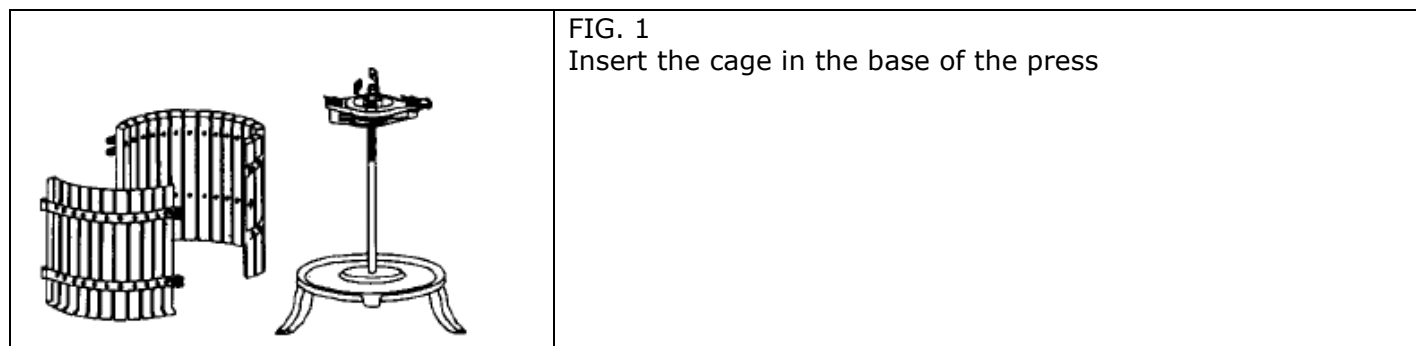 FIG. 1
Insert the cage in the base of the press